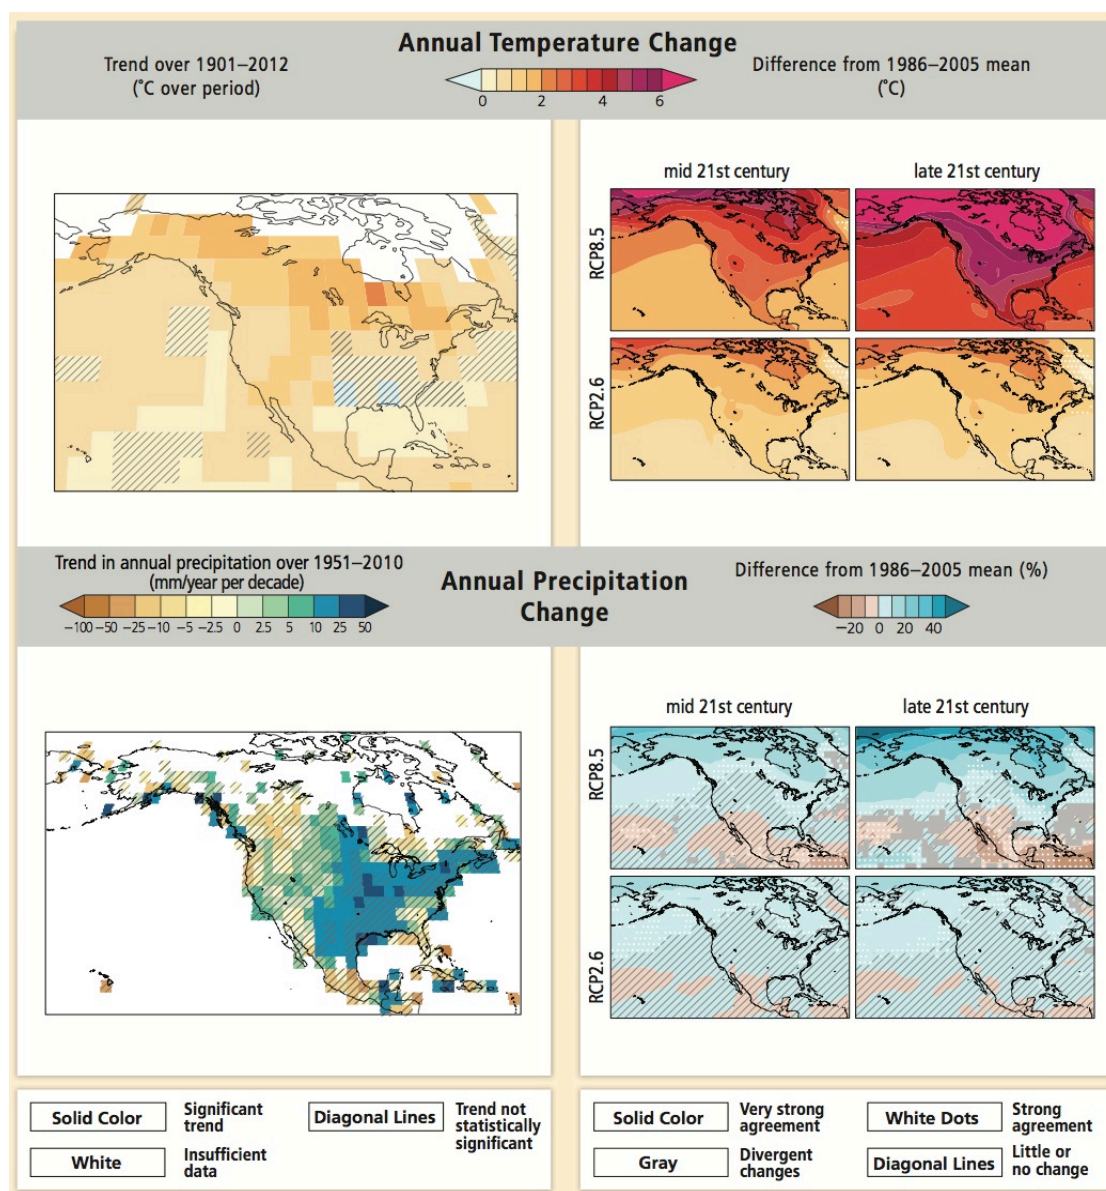 Annual Temperature Change
Trend over 1901–2012
(˚C over period)
0 2 4 6
Difference from 1986–2005 mean
(˚C)
mid 21st century
late 21st century
RCP8.5
RCP2.6
Trend in annual precipitation over 1951–2010
(mm/year per decade)
−100 −50 −25 −10 −5 −2.5 0 2.5 5 10 25 50
Annual Precipitation
Change
Difference from 1986–2005 mean (%)
−20 0 20 40
mid 21st century
late 21st century
RCP8.5
RCP2.6
Solid Color
Significant
trend
Diagonal Lines
Trend not
statistically
significant
White
Insufficient
data
Solid Color
Very strong
agreement
White Dots
Strong
agreement
Gray
Divergent
changes
Diagonal Lines
Little or
no change